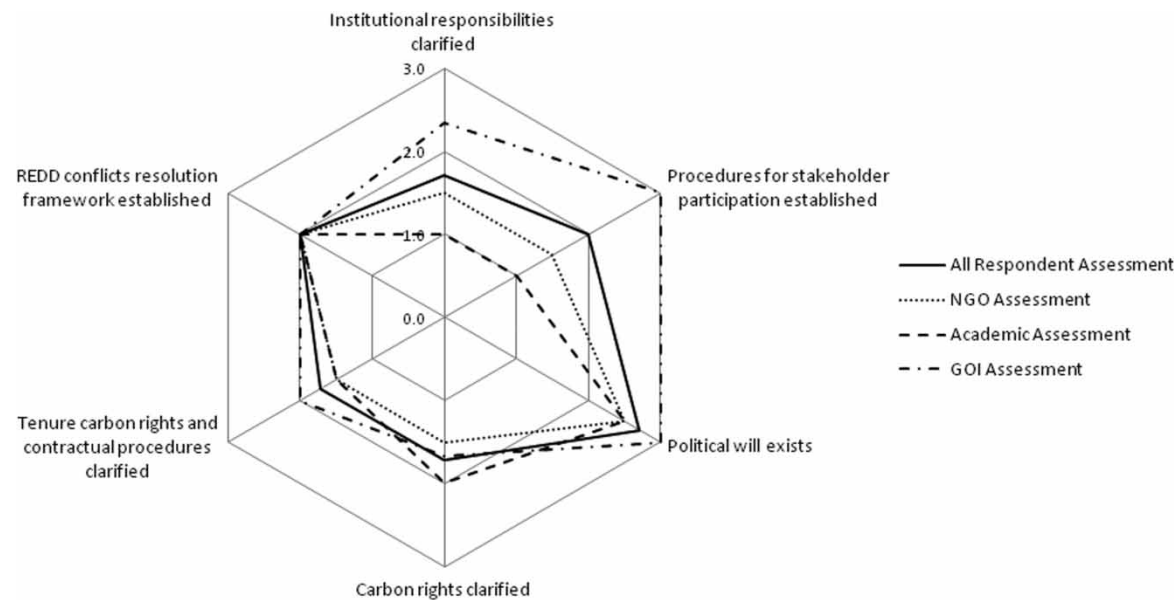 Institutional responsibilities
clarified
3.0
2.0
1.0
0.0
REDD conflicts resolution
framework established
Procedures for stakeholder
participation established
All Respondent Assessment
NGO Assessment
Academic Assessment
GOI Assessment
Tenure carbon rights and
contractual procedures
clarified
Political will exists
Carbon rights clarified